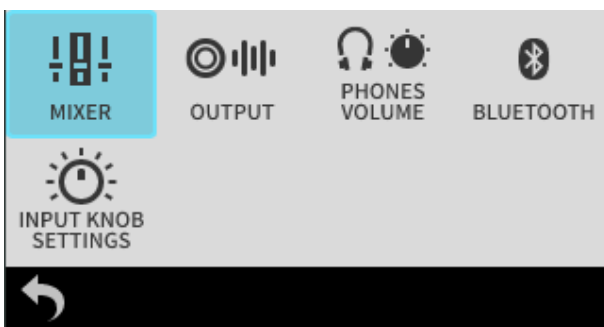 MIXER
OUTPUT
PHONES
VOLUME
BLUETOOTH
INPUT KNOB
SETTINGS